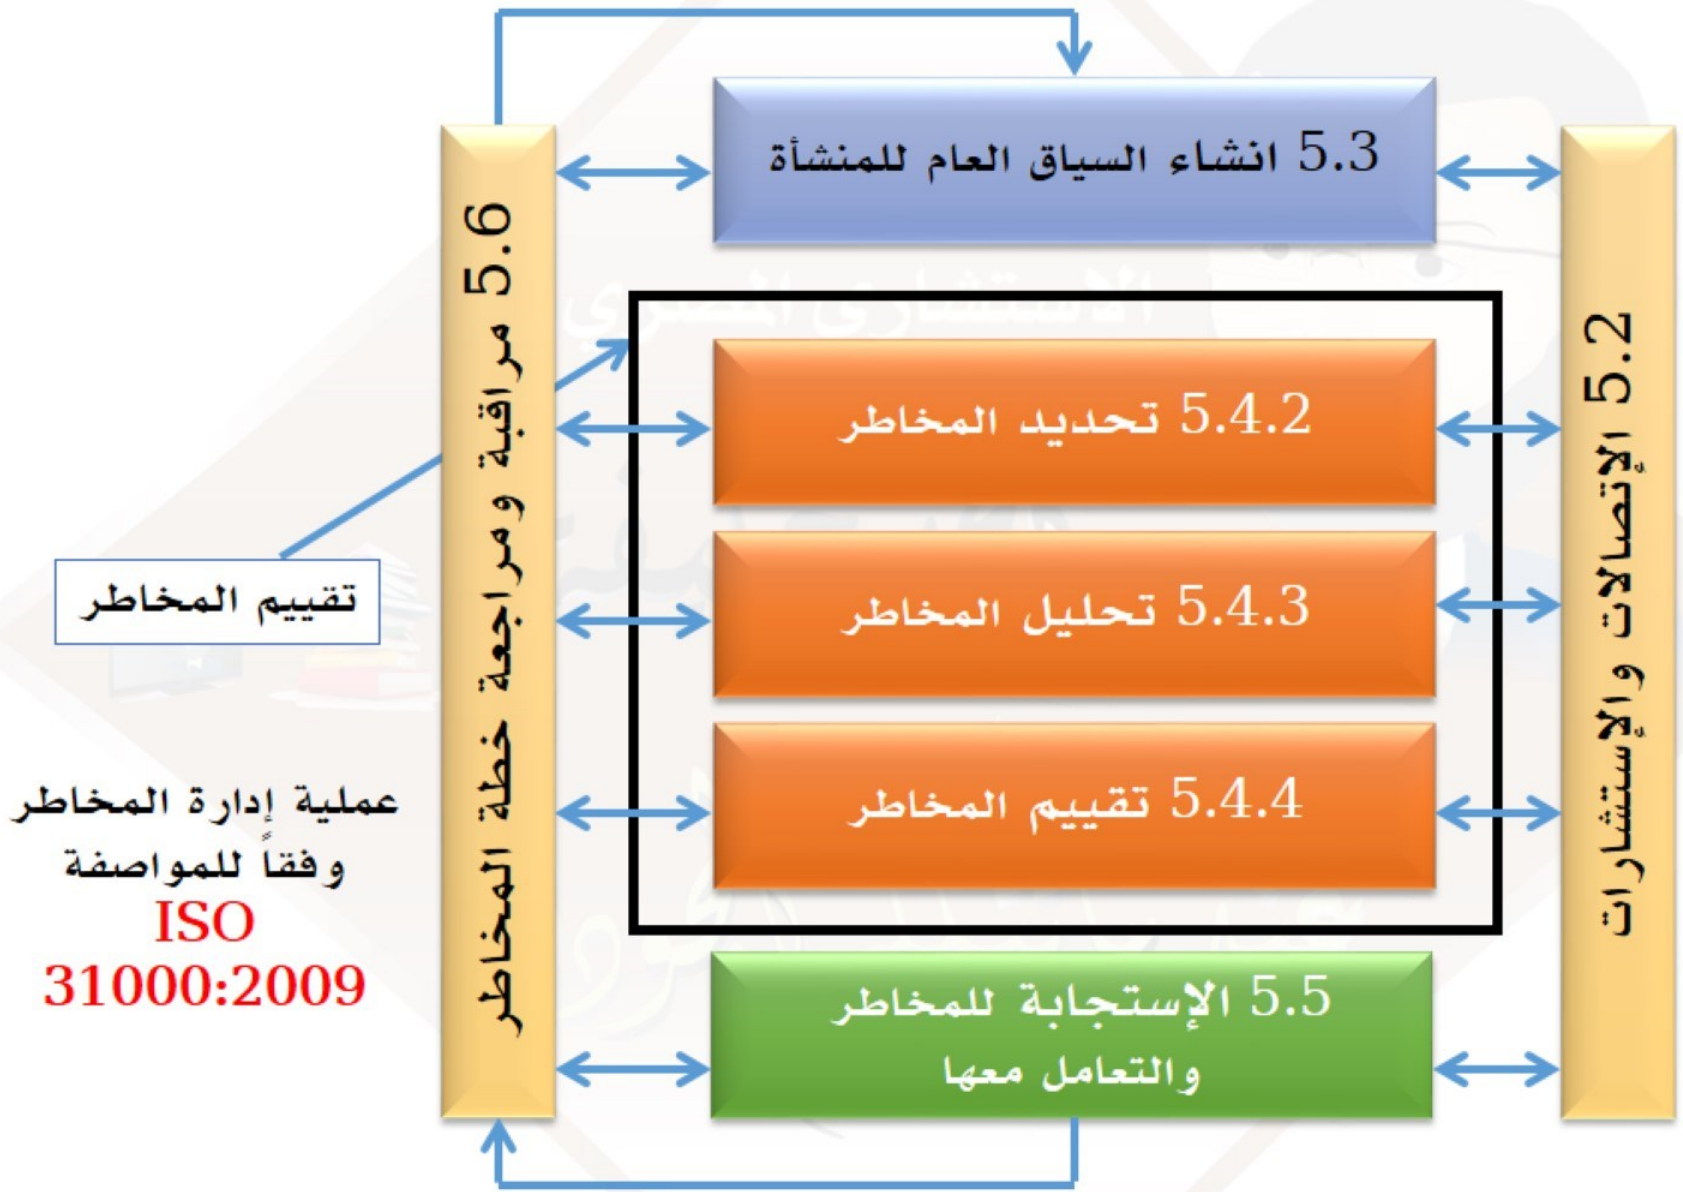 5.3 انشاء السياق العام للمنشأة
5.2 الإتصالات والإستشارات
5.6 مراقبة ومراجعة خطة المخاطر
الاستشارى المصري
5.4.2 تحديد المخاطر
5.4.3 تحليل المخاطر
5.4.4 تقييم المخاطر
تقييم المخاطر
5.5 الإستجابة للمخاطر
والتعامل معها
عملية إدارة المخاطر
وفقاً للمواصفة
ISO
31000:2009